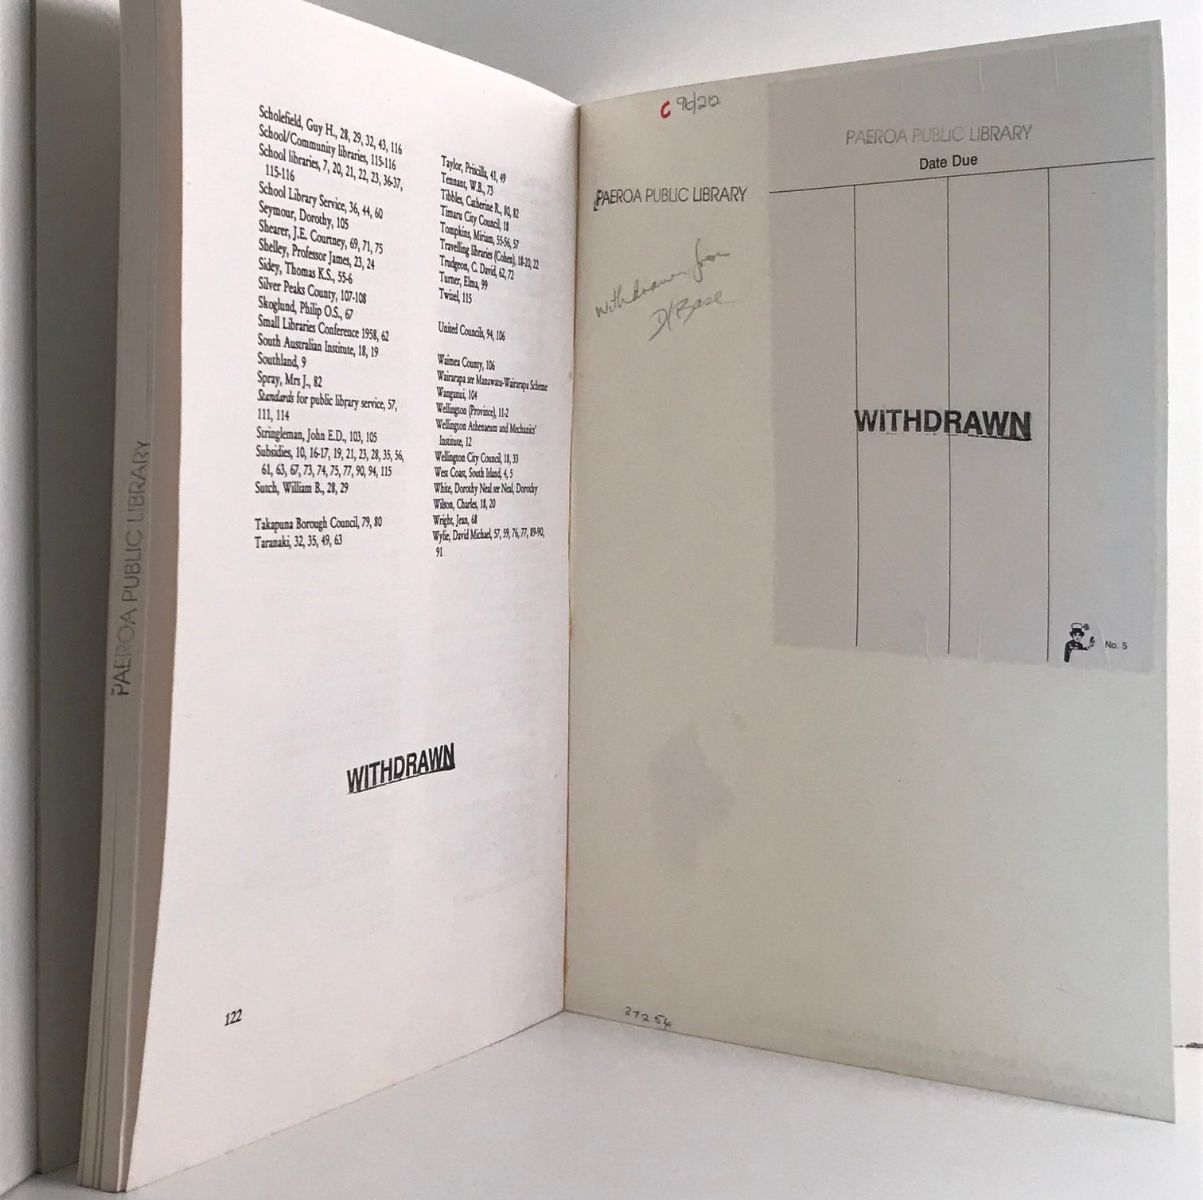 Scholefield, Guy H., 28, 29, 32, 43, 116
School/Community libraries, 115-116
School libraries, 7, 20, 21, 22, 23, 36-37,
115-116
School Library Service, 36, 44, 60
Seymour, Dorothy, 105
Shearer, J.E. Courtney, 69, 71, 75
Shelley, Professor James, 23, 24
Sidey, Thomas K.S., 55-6
Silver Peaks County, 107-108
Skoglund, Philip O.S., 67
Small Libraries Conference 1958, 62
South Australian Institute, 18, 19
Southland, 9
Spray, Mrs J., 82
Standards for public library service, 57,
111, 114
Stringleman, John E.D., 103, 105
Subsidies, 10, 16-17, 19, 21, 23, 28, 35, 56,
61, 63, 67, 73, 74, 75, 77, 90, 94, 115
Sutch, William B., 28, 29
Takapuna Borough Council, 79, 80
Taranaki, 32, 35, 49, 63
Taylor, Priscilla, 41, 49
Tennant, W.B., 73
Tibbles, Catherine R., 80, 82
Timaru City Council, 18
Tompkins, Miriam, 55-56, 57
Travelling libraries (Cohen), 18-20, 22
Trudgeon, C. David, 62, 72
Turner, Elma, 99
Twizel, 115
United Councils, 94, 106
Waimea County, 106
Wairarapa see Manawatu-Wairarapa Scheme
Wanganui, 104
Wellington (Province), 11-2
Wellington Athenaeum and Mechanics'
Institute, 12
Wellington City Council, 18, 33
West Coast, South Island, 4, 5
White, Dorothy Neal see Neal, Dorothy
Wilson, Charles, 18, 20
Wright, Jean, 68
Wylie, David Michael, 57, 59, 76, 77, 89-90,
91
WITHDRAWN
122
PAEROA PUBLIC LIBRARY
C 96/212
PAEROA PUBLIC LIBRARY
withdrawn from
D/Base
27254
PAEROA PUBLIC LIBRARY
Date Due
WITHDRAWN
No. 5